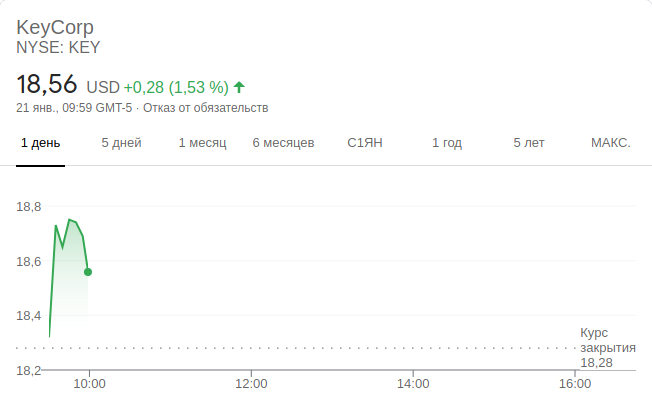 KeyCorp
NYSE: KEY
18,56 USD +0,28 (1,53 %)
21 янв., 09:59 GMT-5 · Отказ от обязательств
1 день 5 дней 1 месяц 6 месяцев С1ЯН 1 год 5 лет МАКС.
18,8
18,6
18,4
Курс
закрытия
18,28
18,2
10:00 12:00 14:00 16:00